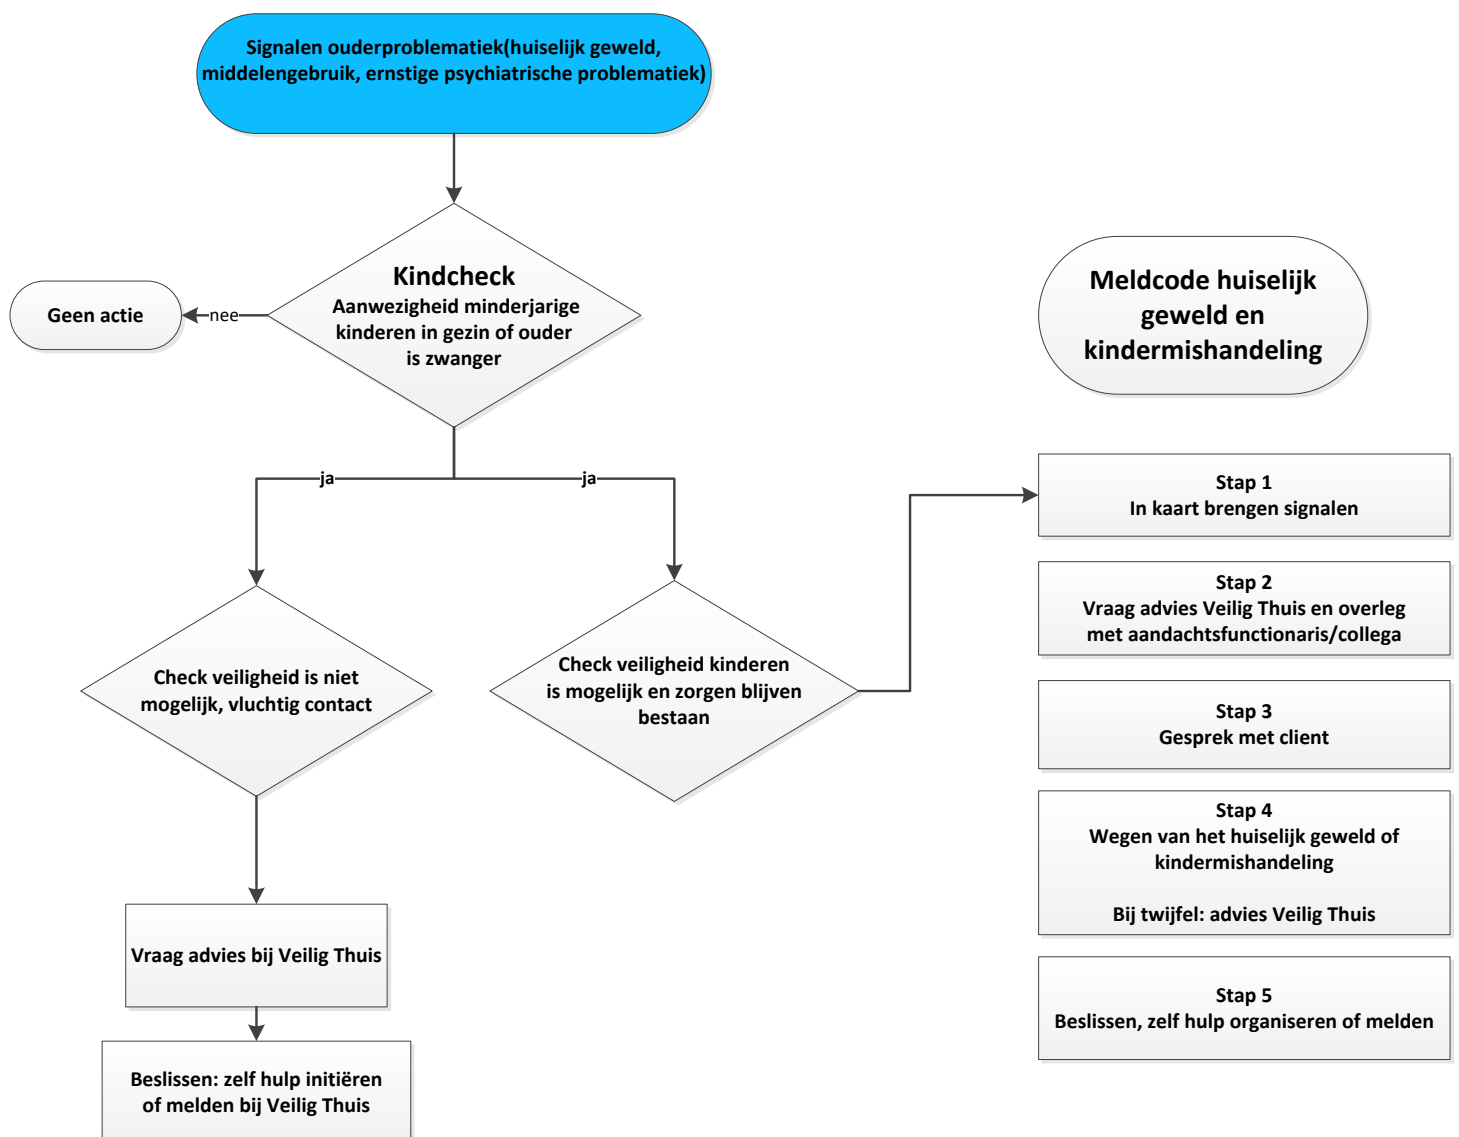 Signalen ouderproblematiek(huiselijk geweld,
middelengebruik, ernstige psychiatrische problematiek)
Kindcheck
Aanwezigheid minderjarige
kinderen in gezin of ouder
is zwanger
nee
Geen actie
ja
ja
Check veiligheid is niet
mogelijk, vluchtig contact
Check veiligheid kinderen
is mogelijk en zorgen blijven
bestaan
Vraag advies bij Veilig Thuis
Beslissen: zelf hulp initiëren
of melden bij Veilig Thuis
Meldcode huiselijk
geweld en
kindermishandeling
Stap 1
In kaart brengen signalen
Stap 2
Vraag advies Veilig Thuis en overleg
met aandachtsfunctionaris/collega
Stap 3
Gesprek met client
Stap 4
Wegen van het huiselijk geweld of
kindermishandeling
Bij twijfel: advies Veilig Thuis
Stap 5
Beslissen, zelf hulp organiseren of melden